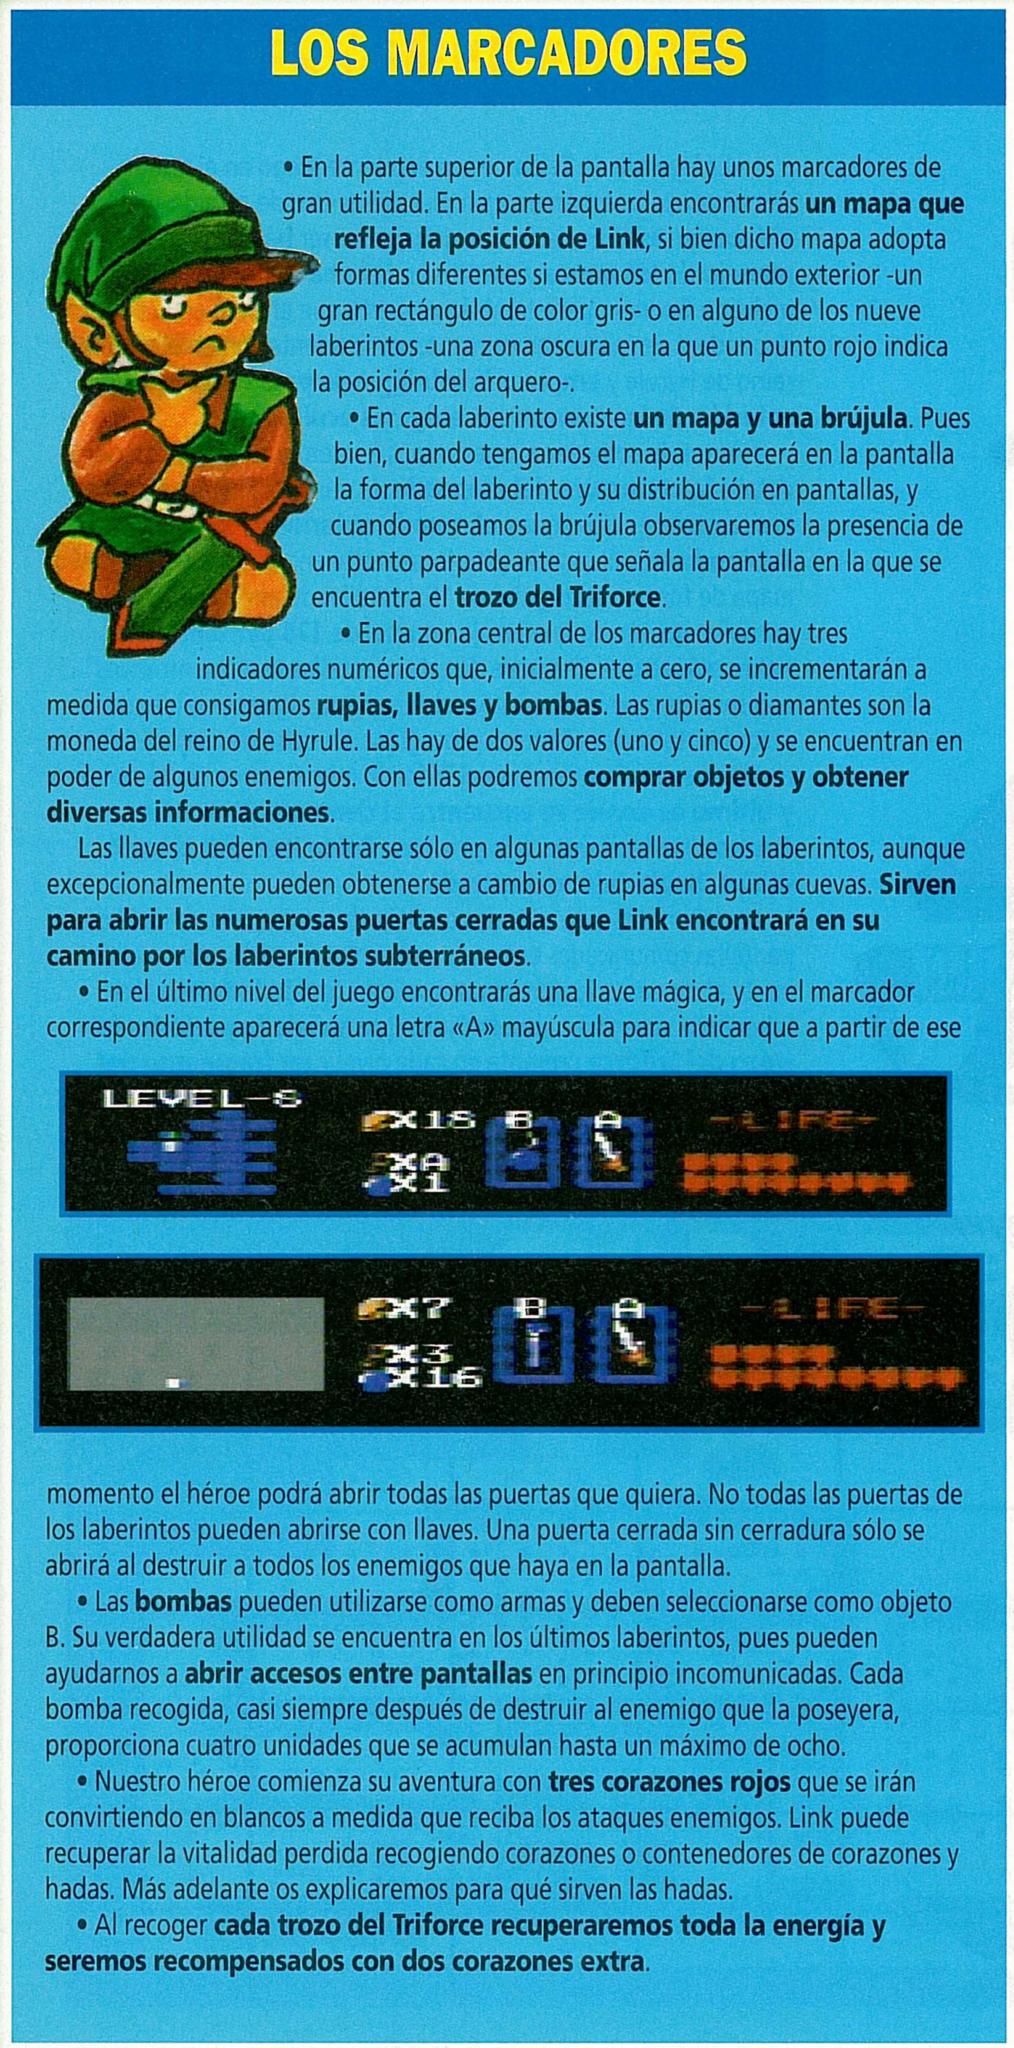 LOS MARCADORES
• En la parte superior de la pantalla hay unos marcadores de
gran utilidad. En la parte izquierda encontrarás un mapa que
refleja la posición de Link, si bien dicho mapa adopta
formas diferentes si estamos en el mundo exterior -un
gran rectángulo de color gris- o en alguno de los nueve
laberintos -una zona oscura en la que un punto rojo indica
la posición del arquero-.
• En cada laberinto existe un mapa y una brújula. Pues
bien, cuando tengamos el mapa aparecerá en la pantalla
la forma del laberinto y su distribución en pantallas, y
cuando poseamos la brújula observaremos la presencia de
un punto parpadeante que señala la pantalla en la que se
encuentra el trozo del Triforce.
• En la zona central de los marcadores hay tres
indicadores numéricos que, inicialmente a cero, se incrementarán a
medida que consigamos rupias, llaves y bombas. Las rupias o diamantes son la
moneda del reino de Hyrule. Las hay de dos valores (uno y cinco) y se encuentran en
poder de algunos enemigos. Con ellas podremos comprar objetos y obtener
diversas informaciones.
Las llaves pueden encontrarse sólo en algunas pantallas de los laberintos, aunque
excepcionalmente pueden obtenerse a cambio de rupias en algunas cuevas. Sirven
para abrir las numerosas puertas cerradas que Link encontrará en su
camino por los laberintos subterráneos.
• En el último nivel del juego encontrarás una llave mágica, y en el marcador
correspondiente aparecerá una letra «A» mayúscula para indicar que a partir de ese
LEVEL-8
X18 B A -LIFE-
XA
X1
X7 B A -LIFE-
X3
X16
momento el héroe podrá abrir todas las puertas que quiera. No todas las puertas de
los laberintos pueden abrirse con llaves. Una puerta cerrada sin cerradura sólo se
abrirá al destruir a todos los enemigos que haya en la pantalla.
• Las bombas pueden utilizarse como armas y deben seleccionarse como objeto
B. Su verdadera utilidad se encuentra en los últimos laberintos, pues pueden
ayudarnos a abrir accesos entre pantallas en principio incomunicadas. Cada
bomba recogida, casi siempre después de destruir al enemigo que la poseyera,
proporciona cuatro unidades que se acumulan hasta un máximo de ocho.
• Nuestro héroe comienza su aventura con tres corazones rojos que se irán
convirtiendo en blancos a medida que reciba los ataques enemigos. Link puede
recuperar la vitalidad perdida recogiendo corazones o contenedores de corazones y
hadas. Más adelante os explicaremos para qué sirven las hadas.
• Al recoger cada trozo del Triforce recuperaremos toda la energía y
seremos recompensados con dos corazones extra.